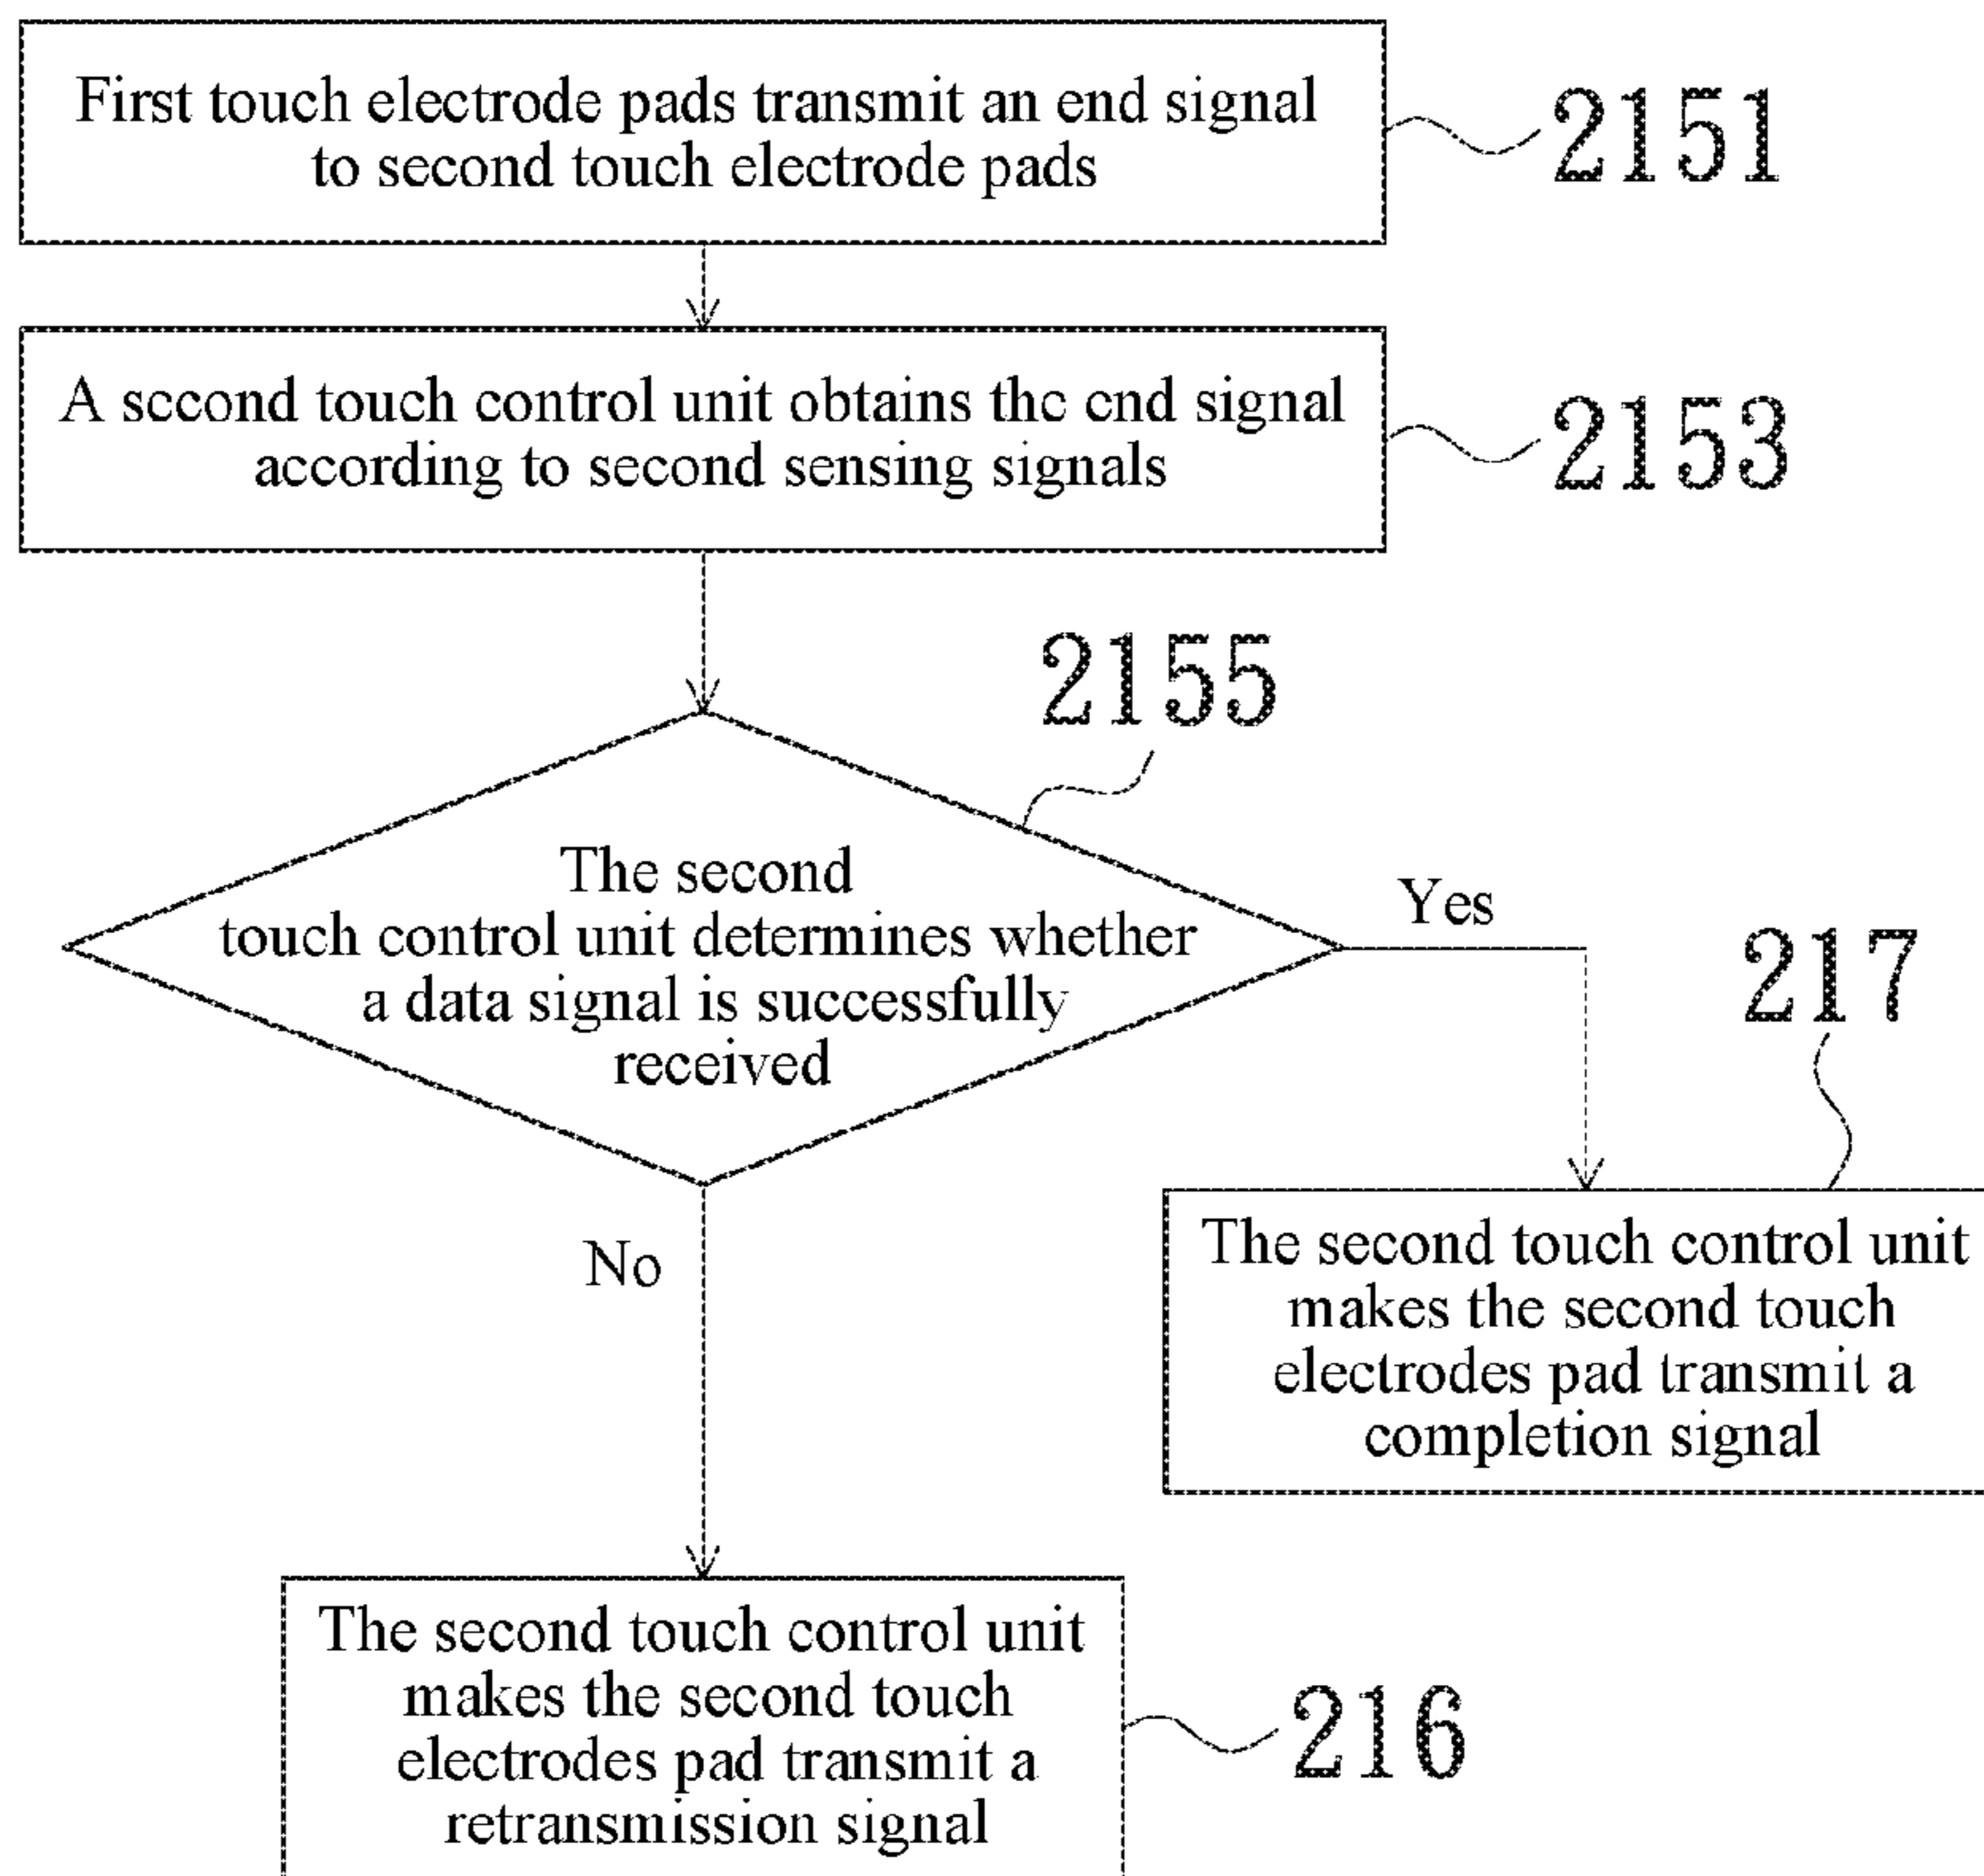 First touch electrode pads transmit an end signal
to second touch electrode pads
2151
A second touch control unit obtains the end signal
according to second sensing signals
2153
2155
The second
touch control unit determines whether
a data signal is successfully
received
Yes
217
The second touch control unit
makes the second touch
electrodes pad transmit a
completion signal
No
The second touch control unit
makes the second touch
electrodes pad transmit a
retransmission signal
216